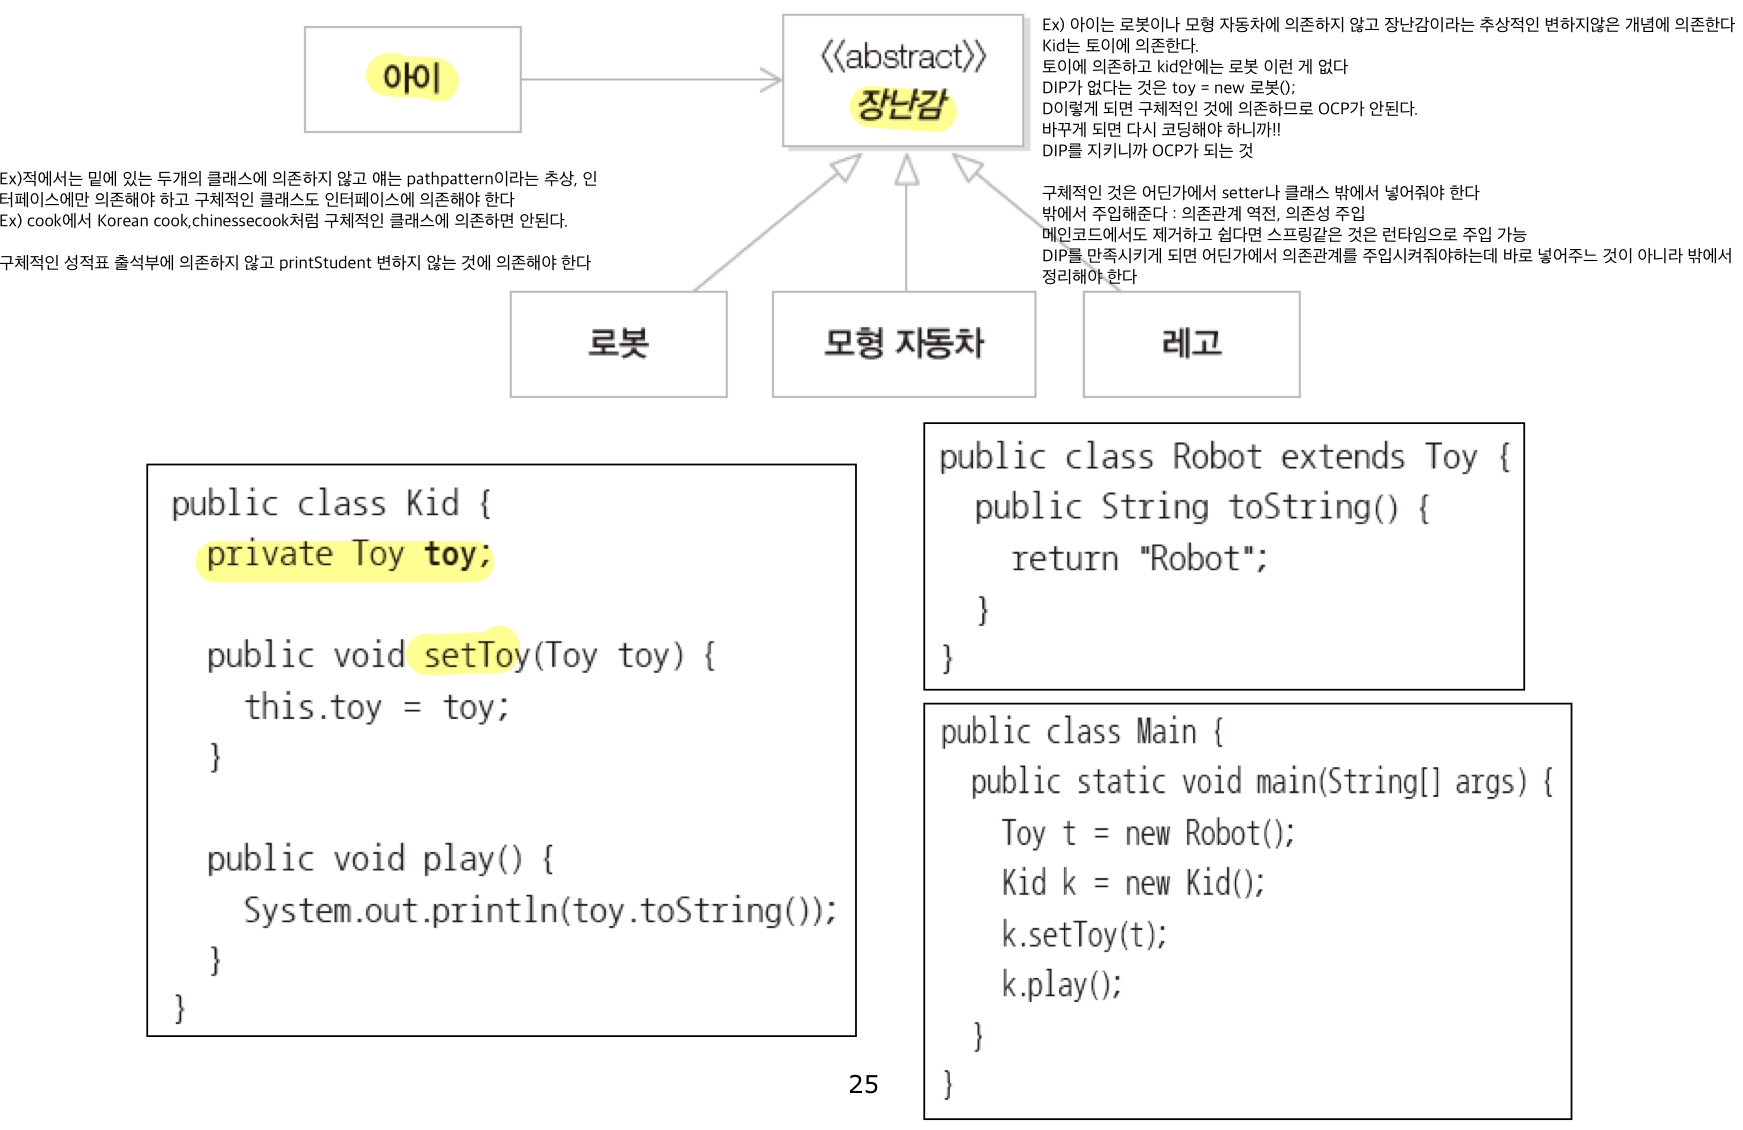 아이
《abstract》
장난감
Ex) 아이는 로봇이나 모형 자동차에 의존하지 않고 장난감이라는 추상적인 변하지않은 개념에 의존한다
Kid는 토이에 의존한다.
토이에 의존하고 kid안에는 로봇 이런 게 없다
DIP가 없다는 것은 toy = new 로봇();
D이렇게 되면 구체적인 것에 의존하므로 OCP가 안된다.
바꾸게 되면 다시 코딩해야 하니까!!
DIP를 지키니까 OCP가 되는 것
구체적인 것은 어딘가에서 setter나 클래스 밖에서 넣어줘야 한다
밖에서 주입해준다 : 의존관계 역전, 의존성 주입
메인코드에서도 제거하고 쉽다면 스프링같은 것은 런타임으로 주입 가능
DIP를 만족시키게 되면 어딘가에서 의존관계를 주입시켜줘야하는데 바로 넣어주느 것이 아니라 밖에서
정리해야 한다
Ex)적에서는 밑에 있는 두개의 클래스에 의존하지 않고 얘는 pathpattern이라는 추상, 인
터페이스에만 의존해야 하고 구체적인 클래스도 인터페이스에 의존해야 한다
Ex) cook에서 Korean cook,chinessecook처럼 구체적인 클래스에 의존하면 안된다.
구체적인 성적표 출석부에 의존하지 않고 printStudent 변하지 않는 것에 의존해야 한다
로봇
모형 자동차
레고
public class Kid {
private Toy toy;
public void setToy(Toy toy) {
this.toy = toy;
}
public void play() {
System.out.println(toy.toString());
}
}
public class Robot extends Toy {
public String toString() {
return "Robot";
}
}
public class Main {
public static void main(String[] args) {
Toy t = new Robot();
Kid k = new Kid();
k.setToy(t);
k.play();
}
}
25